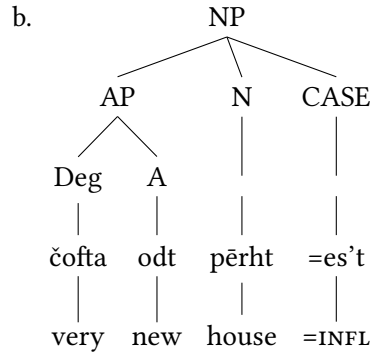 b. NP
AP N CASE
Deg A
čofta odt pērht =es’t
very new house =INFL